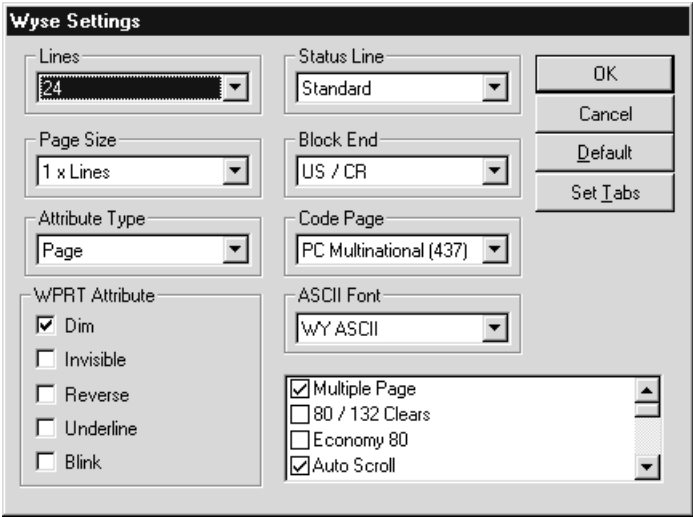 Wyse Settings
Lines
24
Status Line
Standard
OK
Cancel
Default
Set Tabs
Page Size
1 x Lines
Block End
US / CR
Attribute Type
Page
Code Page
PC Multinational (437)
WPRT Attribute
Dim
Invisible
Reverse
Underline
Blink
ASCII Font
WY ASCII
Multiple Page
80 / 132 Clears
Economy 80
Auto Scroll